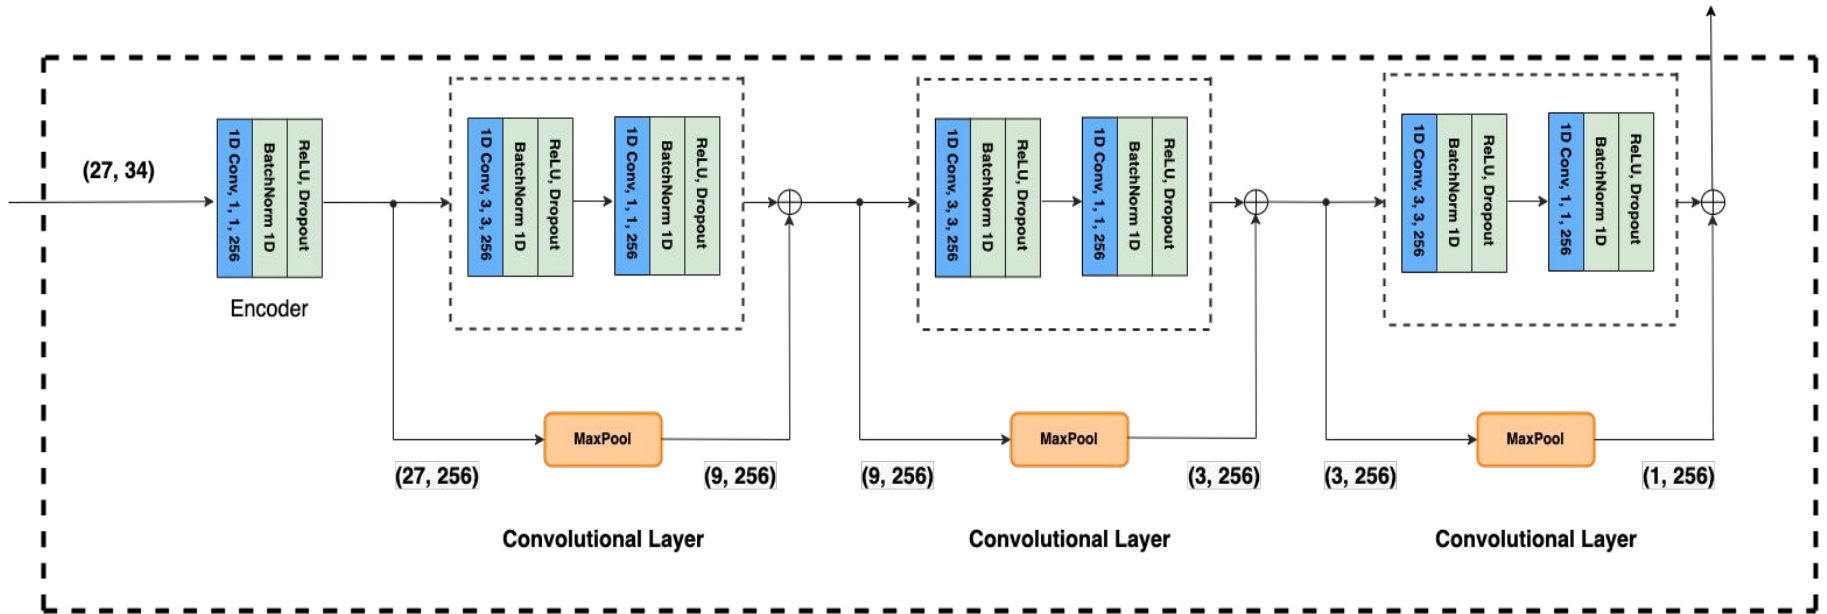 (27, 34)
1D Conv, 1, 1, 256
BatchNorm 1D
ReLU, Dropout
Encoder
1D Conv, 3, 3, 256
BatchNorm 1D
ReLU, Dropout
1D Conv, 1, 1, 256
BatchNorm 1D
ReLU, Dropout
MaxPool
(27, 256)
(9, 256)
Convolutional Layer
1D Conv, 3, 3, 256
BatchNorm 1D
ReLU, Dropout
1D Conv, 1, 1, 256
BatchNorm 1D
ReLU, Dropout
MaxPool
(9, 256)
(3, 256)
Convolutional Layer
1D Conv, 3, 3, 256
BatchNorm 1D
ReLU, Dropout
1D Conv, 1, 1, 256
BatchNorm 1D
ReLU, Dropout
MaxPool
(3, 256)
(1, 256)
Convolutional Layer